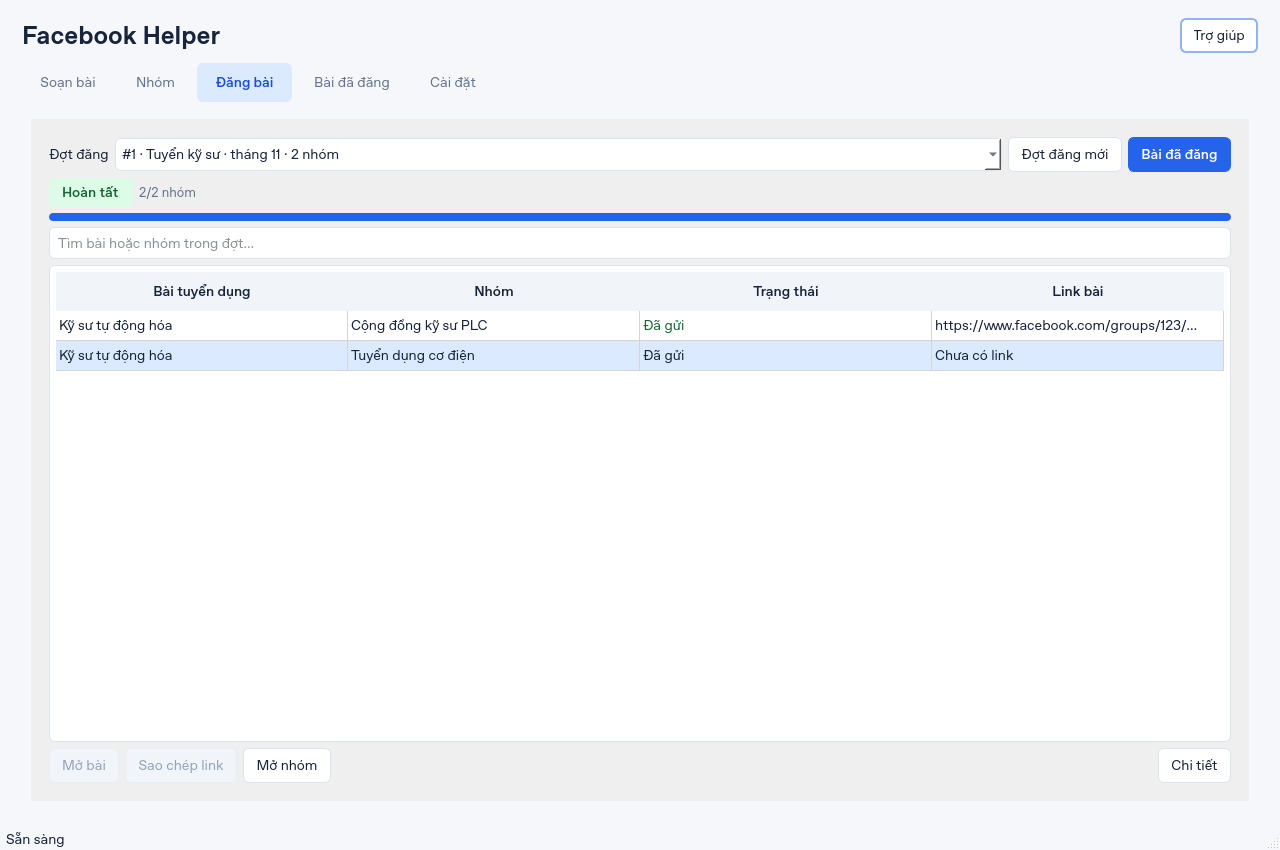 Facebook Helper
Trợ giúp
Soạn bài Nhóm Đăng bài Bài đã đăng Cài đặt
Đợt đăng #1 · Tuyển kỹ sư · tháng 11 · 2 nhóm Đợt đăng mới Bài đã đăng
Hoàn tất 2/2 nhóm
Tìm bài hoặc nhóm trong đợt...
Bài tuyển dụng Nhóm Trạng thái Link bài
Kỹ sư tự động hóa Cộng đồng kỹ sư PLC Đã gửi https://www.facebook.com/groups/123/...
Kỹ sư tự động hóa Tuyển dụng cơ điện Đã gửi Chưa có link
Mở bài Sao chép link Mở nhóm Chi tiết
Sẵn sàng